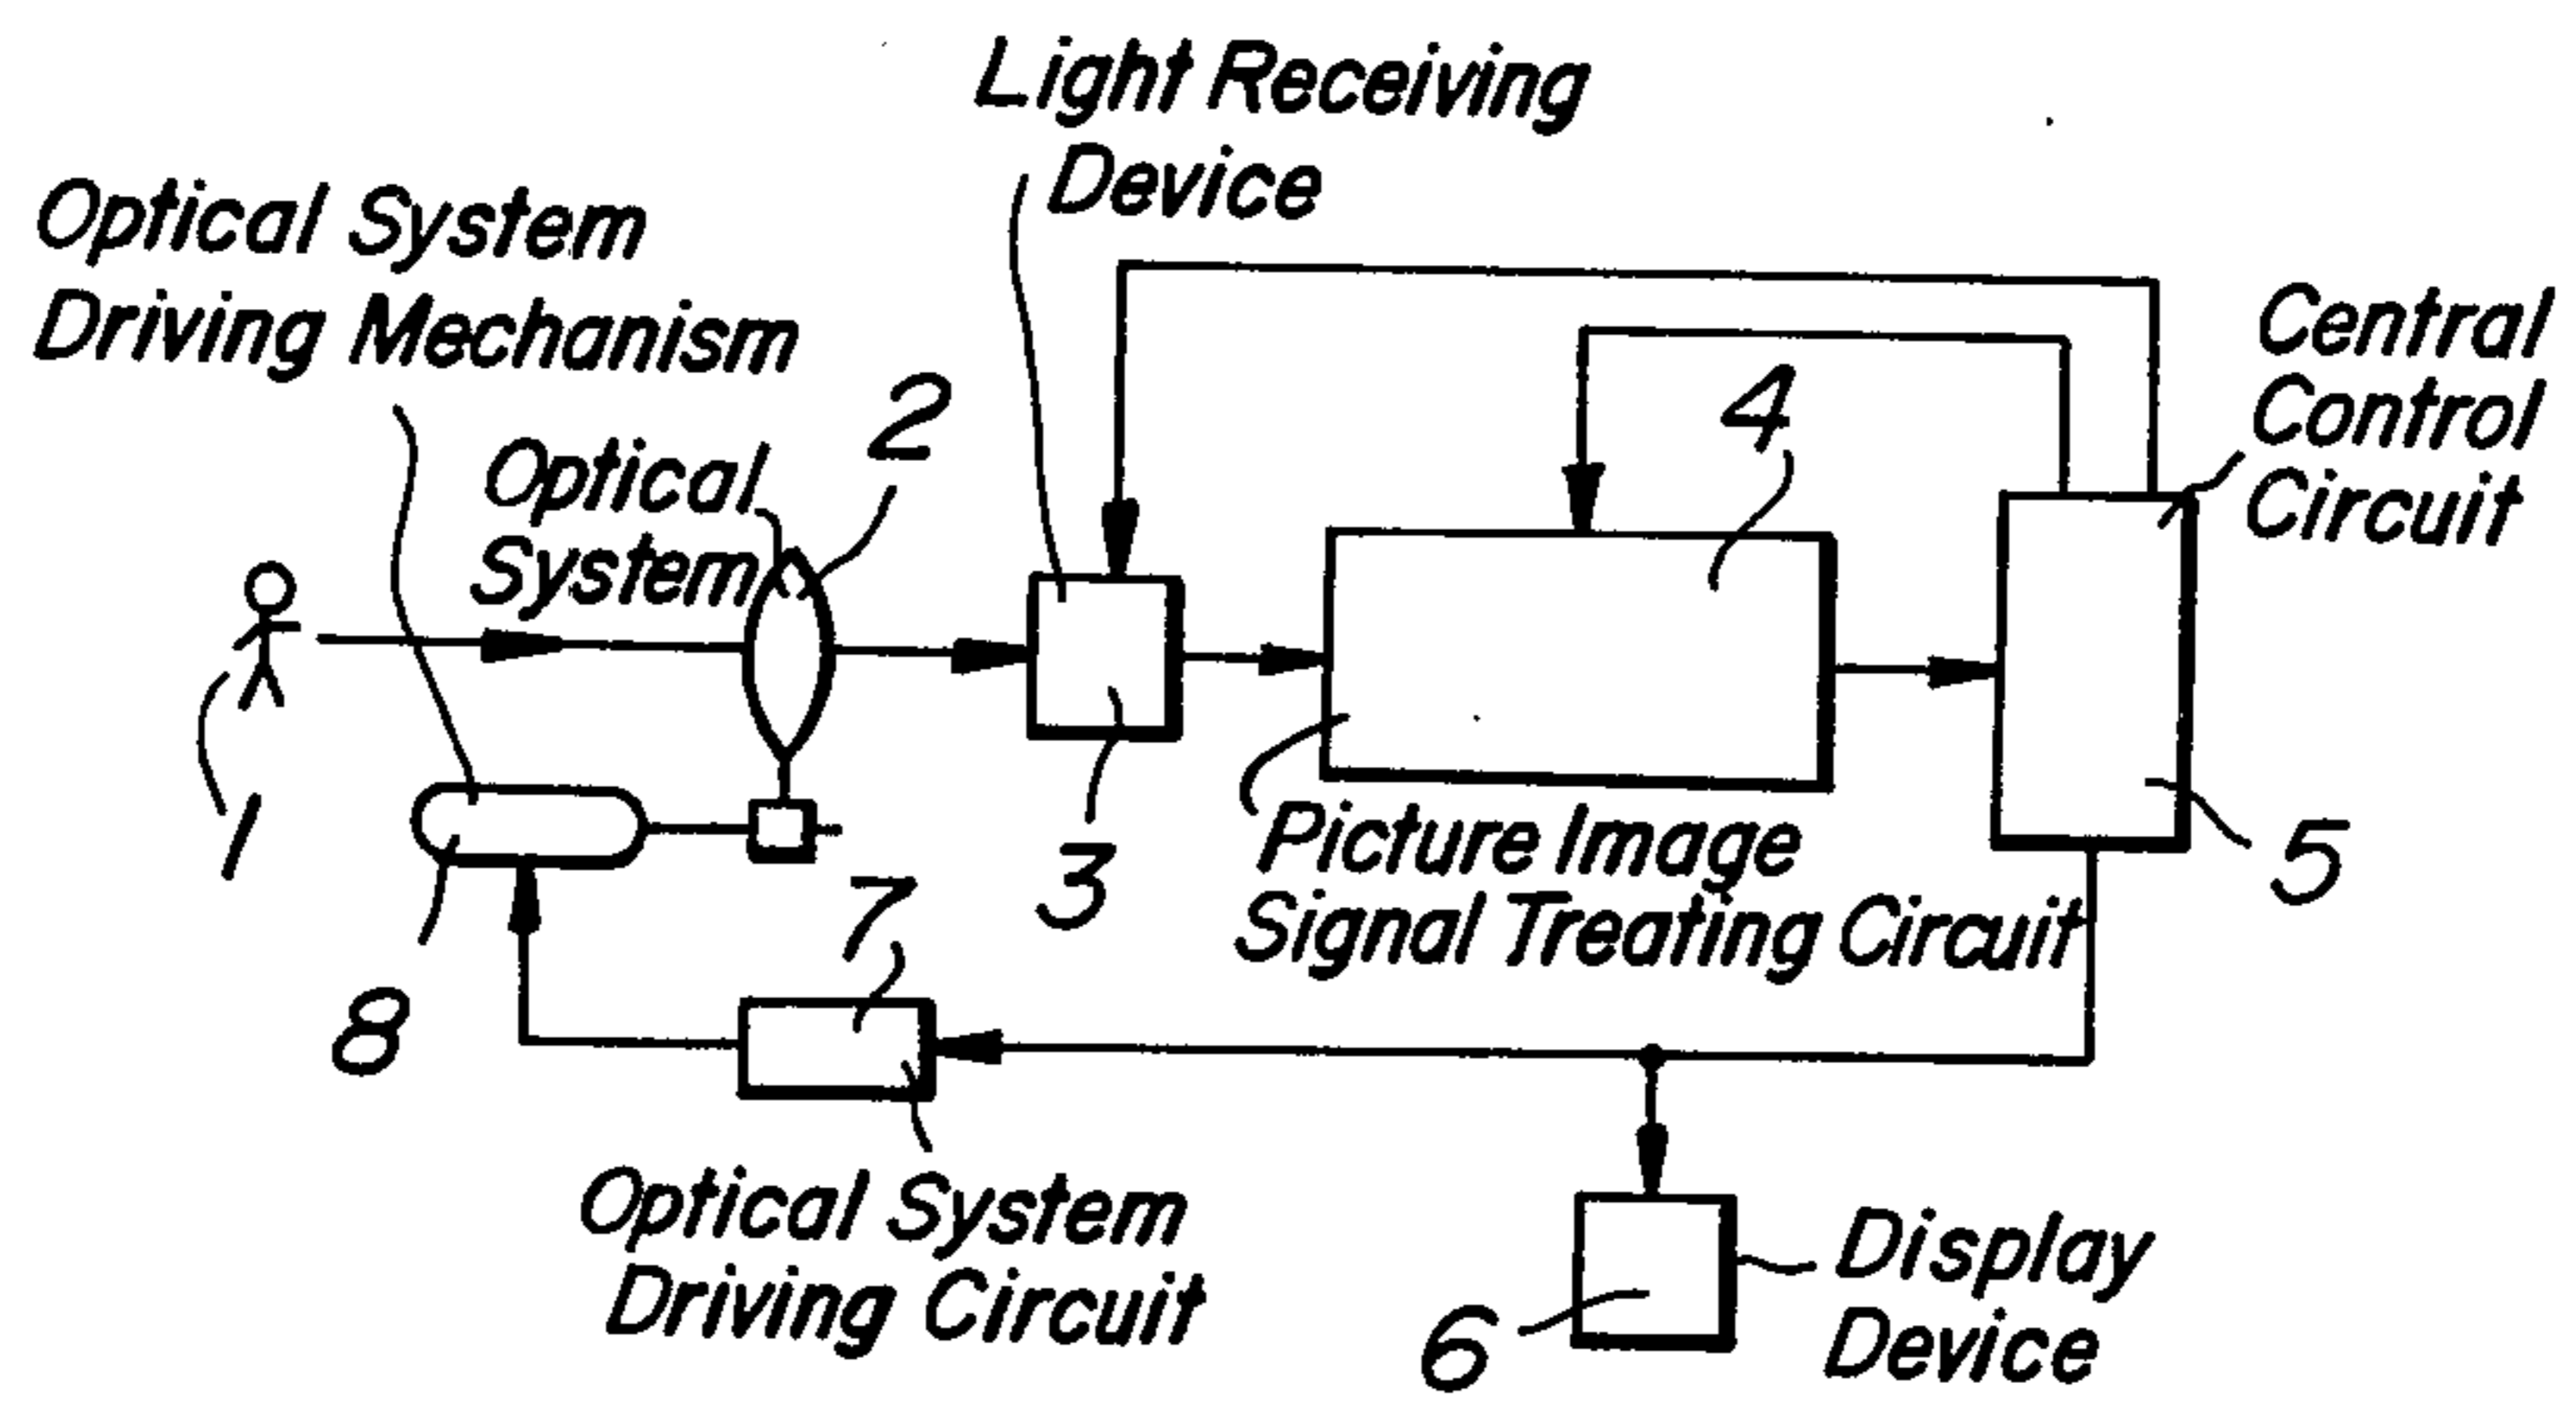 Light Receiving
Device
Optical System
Driving Mechanism
Central
Control
Circuit
2
4
Optical
System
1
3
Picture Image
Signal Treating Circuit
5
7
8
Optical System
Driving Circuit
Display
Device
6